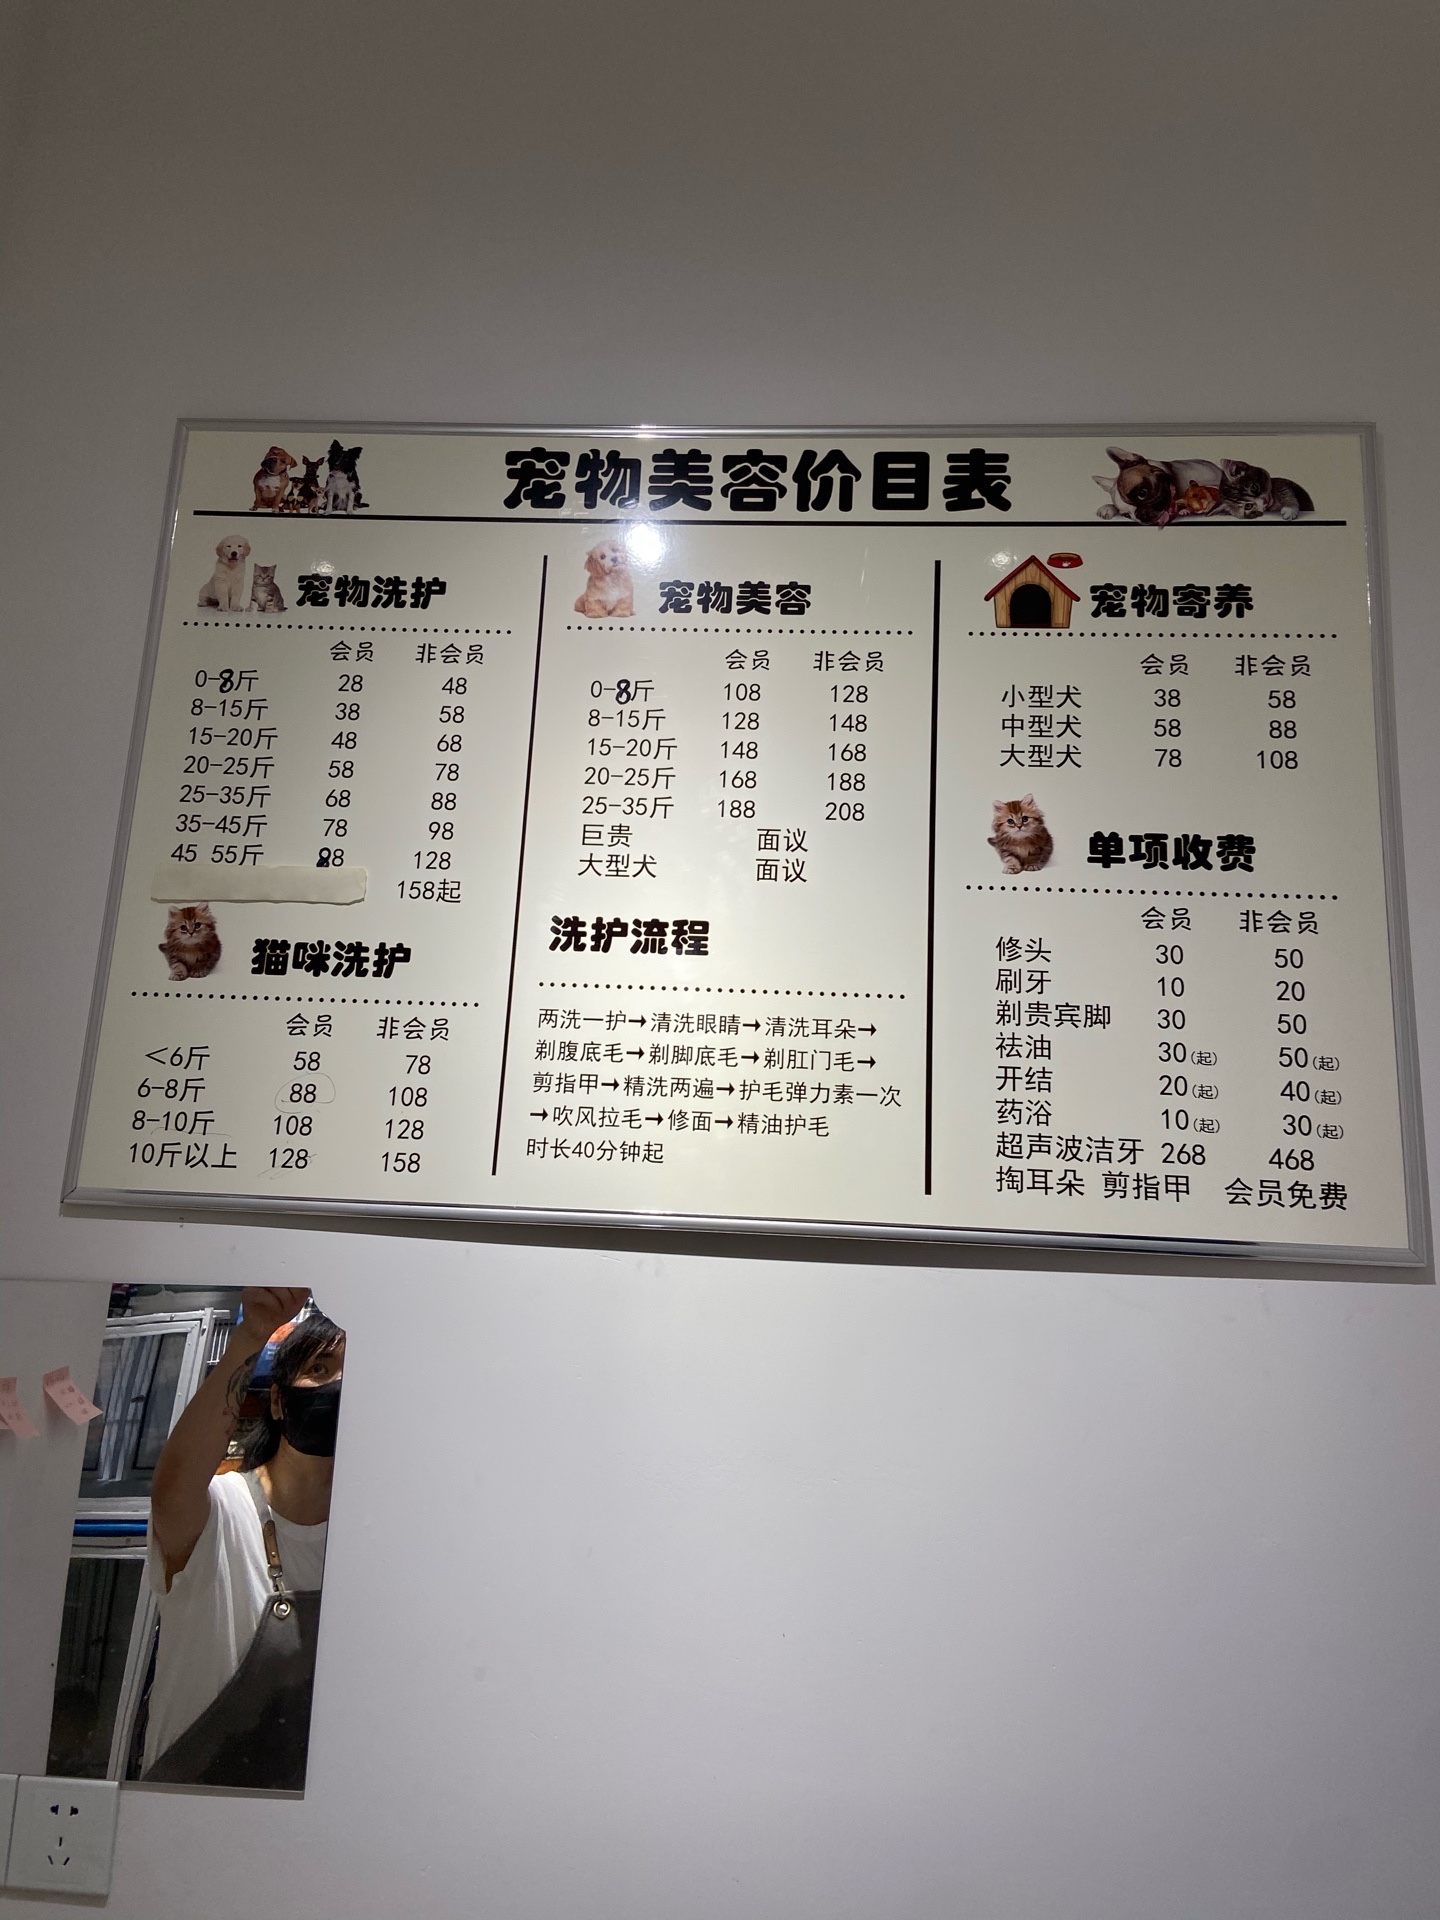 宠物美容价目表
宠物洗护
会员 非会员
0-8斤 28 48
8-15斤 38 58
15-20斤 48 68
20-25斤 58 78
25-35斤 68 88
35-45斤 78 98
45 55斤 88 128
158起
猫咪洗护
会员 非会员
<6斤 58 78
6-8斤 88 108
8-10斤 108 128
10斤以上 128 158
宠物美容
会员 非会员
0-8斤 108 128
8-15斤 128 148
15-20斤 148 168
20-25斤 168 188
25-35斤 188 208
巨贵 面议
大型犬 面议
洗护流程
两洗一护→清洗眼睛→清洗耳朵→
剃腹底毛→剃脚底毛→剃肛门毛→
剪指甲→精洗两遍→护毛弹力素一次
→吹风拉毛→修面→精油护毛
时长40分钟起
宠物寄养
会员 非会员
小型犬 38 58
中型犬 58 88
大型犬 78 108
单项收费
会员 非会员
修头 30 50
刷牙 10 20
剃贵宾脚 30 50
祛油 30(起) 50(起)
开结 20(起) 40(起)
药浴 10(起) 30(起)
超声波洁牙 268 468
掏耳朵 剪指甲 会员免费